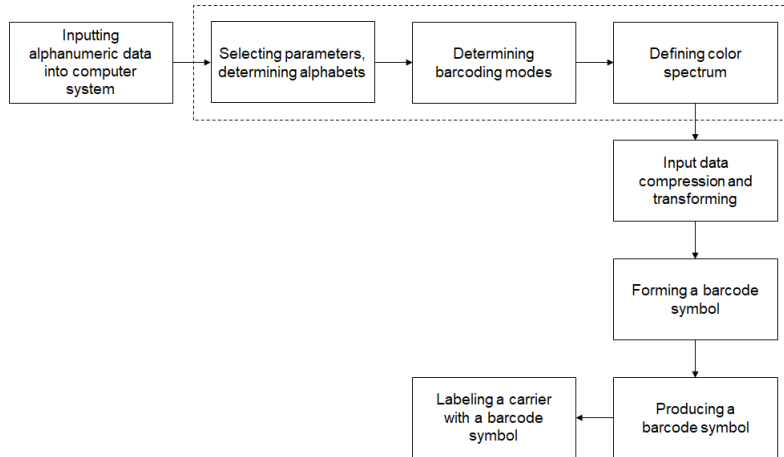 Inputting
alphanumeric data
into computer
system
Selecting parameters,
determining alphabets
Determining
barcoding modes
Defining color
spectrum
Input data
compression and
transforming
Forming a barcode
symbol
Producing a
barcode symbol
Labeling a carrier
with a barcode
symbol